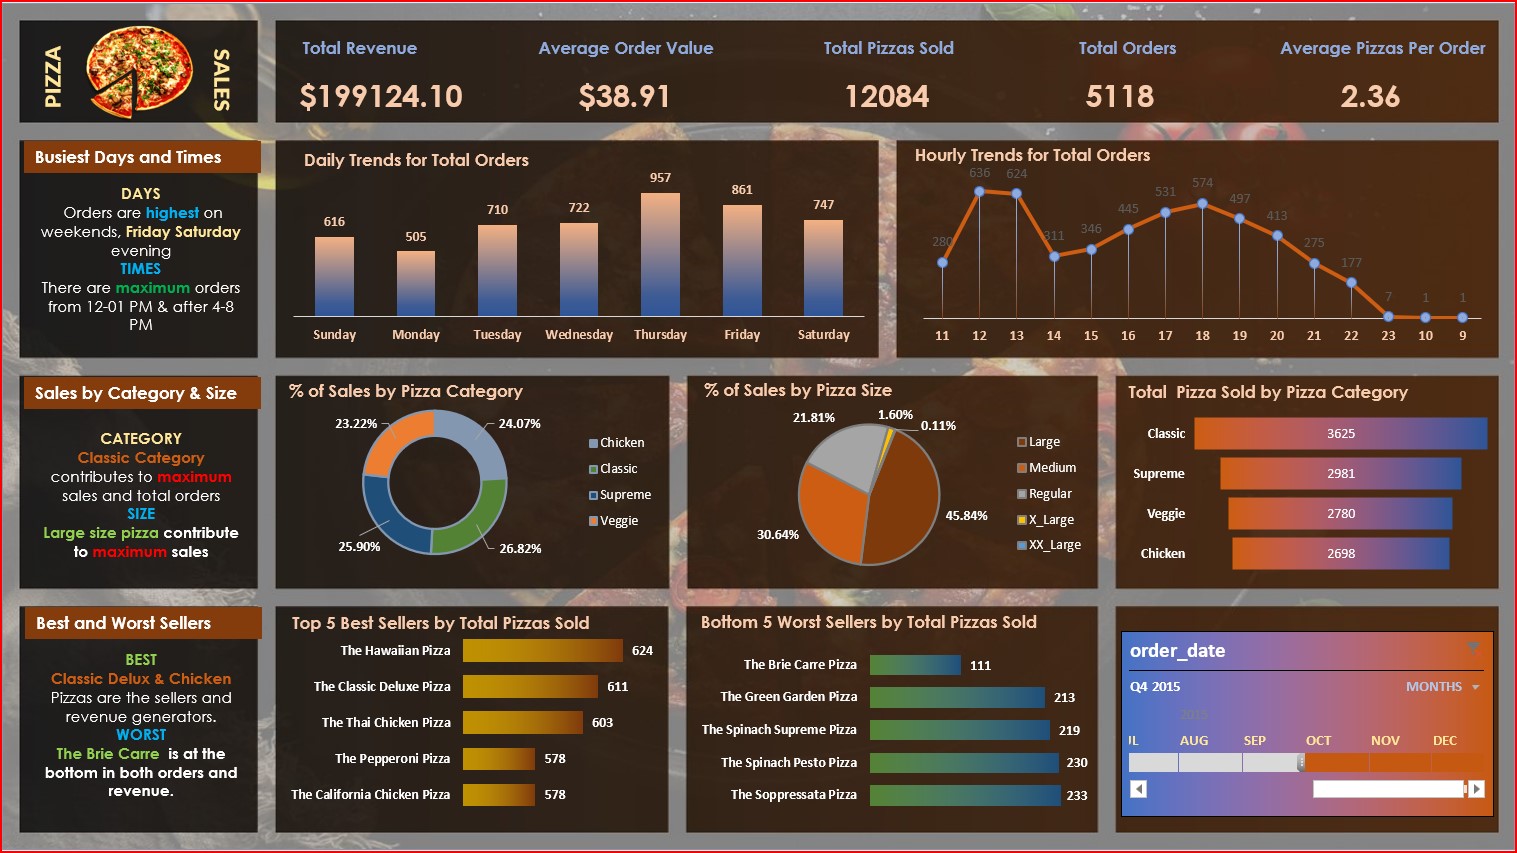 PIZZA
SALES
Total Revenue
$199124.10
Average Order Value
$38.91
Total Pizzas Sold
12084
Total Orders
5118
Average Pizzas Per Order
2.36
Busiest Days and Times
DAYS
Orders are highest on
weekends, Friday Saturday
evening
TIMES
There are maximum orders
from 12-01 PM & after 4-8
PM
Daily Trends for Total Orders
616
505
710
722
957
861
747
Sunday
Monday
Tuesday
Wednesday
Thursday
Friday
Saturday
Hourly Trends for Total Orders
280
636
624
311
346
445
531
574
497
413
275
177
7
1
1
11
12
13
14
15
16
17
18
19
20
21
22
23
10
9
Sales by Category & Size
CATEGORY
Classic Category
contributes to maximum
sales and total orders
SIZE
Large size pizza contribute
to maximum sales
% of Sales by Pizza Category
23.22%
24.07%
25.90%
26.82%
Chicken
Classic
Supreme
Veggie
% of Sales by Pizza Size
21.81%
1.60%
0.11%
30.64%
45.84%
Large
Medium
Regular
X_Large
XX_Large
Total  Pizza Sold by Pizza Category
Classic
3625
Supreme
2981
Veggie
2780
Chicken
2698
Best and Worst Sellers
BEST
Classic Delux & Chicken
Pizzas are the sellers and
revenue generators.
WORST
The Brie Carre  is at the
bottom in both orders and
revenue.
Top 5 Best Sellers by Total Pizzas Sold
The Hawaiian Pizza
624
The Classic Deluxe Pizza
611
The Thai Chicken Pizza
603
The Pepperoni Pizza
578
The California Chicken Pizza
578
Bottom 5 Worst Sellers by Total Pizzas Sold
The Brie Carre Pizza
111
The Green Garden Pizza
213
The Spinach Supreme Pizza
219
The Spinach Pesto Pizza
230
The Soppressata Pizza
233
order_date
Q4 2015
MONTHS
2015
IL
AUG
SEP
OCT
NOV
DEC